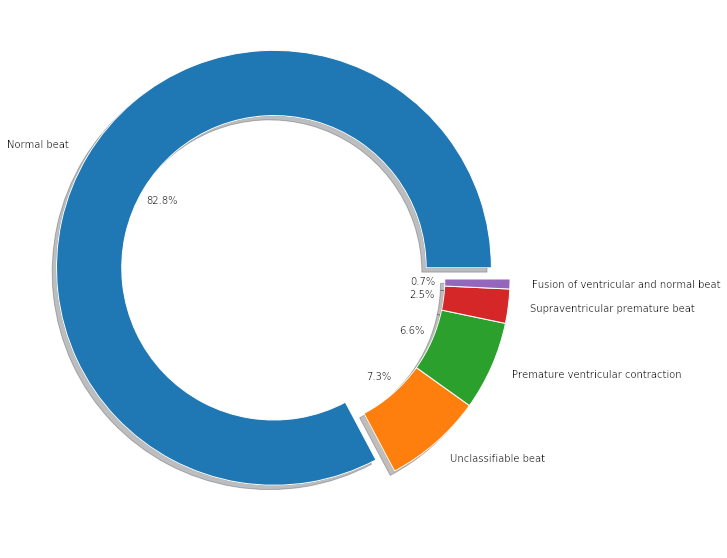 Normal beat
82.8%
0.7%
Fusion of ventricular and normal beat
2.5%
Supraventricular premature beat
6.6%
Premature ventricular contraction
7.3%
Unclassifiable beat